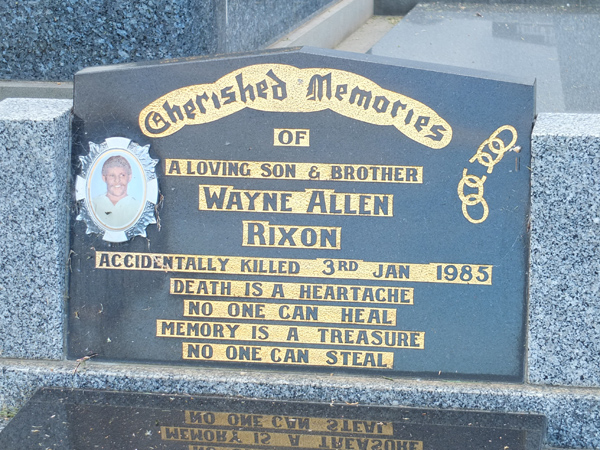 Cherished Memories
OF
A LOVING SON & BROTHER
WAYNE ALLEN
RIXON
ACCIDENTALLY KILLED 3RD JAN 1985
DEATH IS A HEARTACHE
NO ONE CAN HEAL
MEMORY IS A TREASURE
NO ONE CAN STEAL